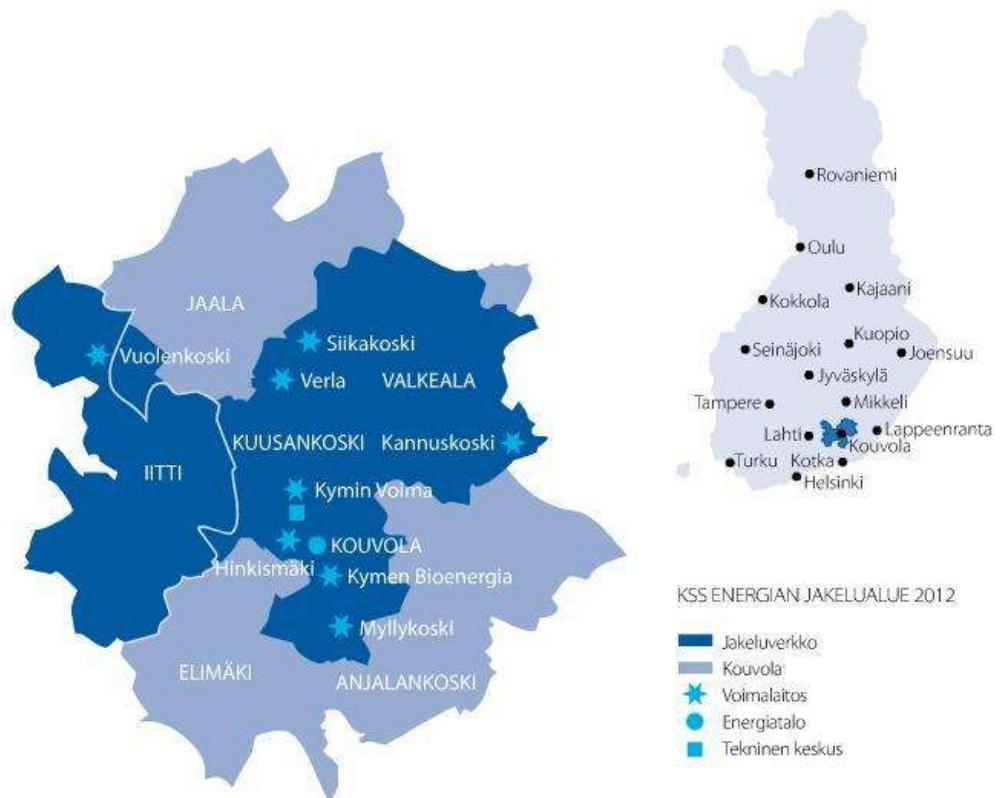 JAALA
Vuolenkoski
Siikakoski
Verla
VALKEALA
KUUSANKOSKI
Kannuskoski
IITTI
Kymin Voima
KOUVOLA
Hinkismäki
Kymen Bioenergia
Myllykoski
ELIMÄKI
ANJALANKOSKI
Rovaniemi
Oulu
Kajaani
Kokkola
Kuopio
Seinäjoki
Joensuu
Jyväskylä
Tampere
Mikkeli
Lahti
Lappeenranta
Kouvola
Turku
Kotka
Helsinki
KSS ENERGIAN JAKELUALUE 2012
Jakeluverkko
Kouvola
Voimalaitos
Energiatalo
Tekninen keskus